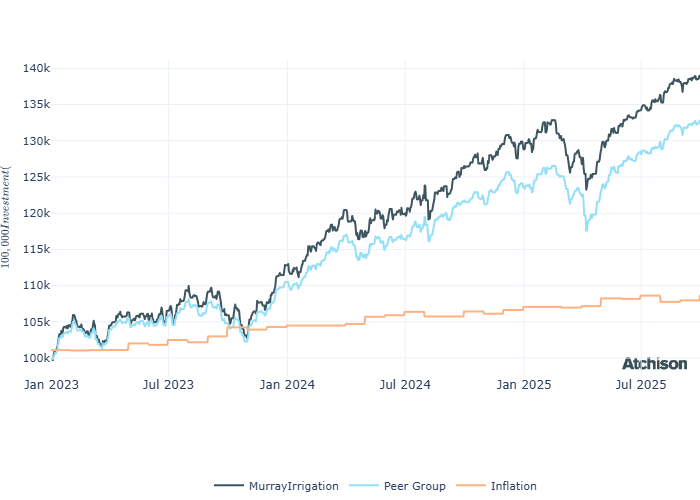 140k
135k
130k
125k
120k
115k
110k
105k
100k
100,000Investment(
Jan 2023
Jul 2023
Jan 2024
Jul 2024
Jan 2025
Jul 2025
Atchison
MurrayIrrigation
Peer Group
Inflation